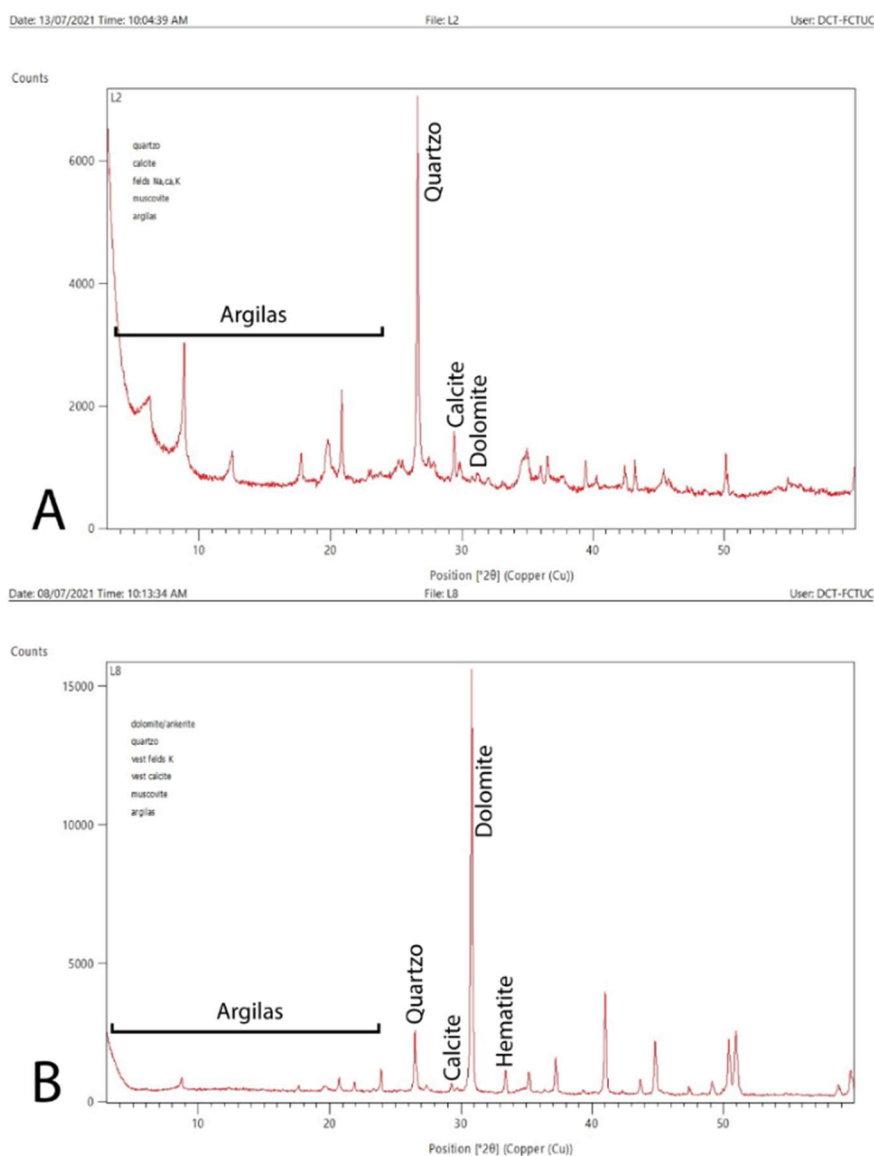 Date: 13/07/2021 Time: 10:04:39 AM File: L2 User: DCT-FCTUC
Counts
L2
quartzo
calcite
felds Na,ca,K
muscovite
argilas
6000
4000
2000
0
Argilas
Quartzo
Calcite
Dolomite
A
10 20 30 40 50
Position [°2θ] (Copper (Cu))
Date: 08/07/2021 Time: 10:13:34 AM File: L8 User: DCT-FCTUC
Counts
L8
dolomite/ankerite
quartzo
vest felds K
vest calcite
muscovite
argilas
15000
10000
5000
0
Argilas
Quartzo
Calcite
Dolomite
Hematite
B
10 20 30 40 50
Position [°2θ] (Copper (Cu))